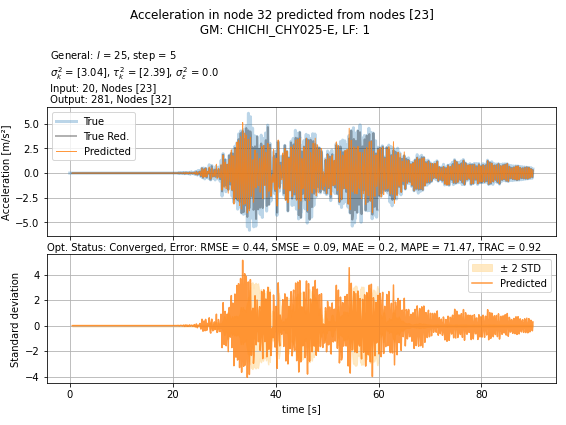 Acceleration in node 32 predicted from nodes [23]
GM: CHICHI_CHY025-E, LF: 1
General: l = 25, step = 5
σ²ₖ = [3.04], τ²ₖ = [2.39], σ²ε = 0.0
Input: 20, Nodes [23]
Output: 281, Nodes [32]
Acceleration [m/s²]
5.0
2.5
0.0
−2.5
−5.0
True
True Red.
Predicted
Opt. Status: Converged, Error: RMSE = 0.44, SMSE = 0.09, MAE = 0.2, MAPE = 71.47, TRAC = 0.92
Standard deviation
4
2
0
−2
−4
± 2 STD
Predicted
0 20 40 60 80
time [s]